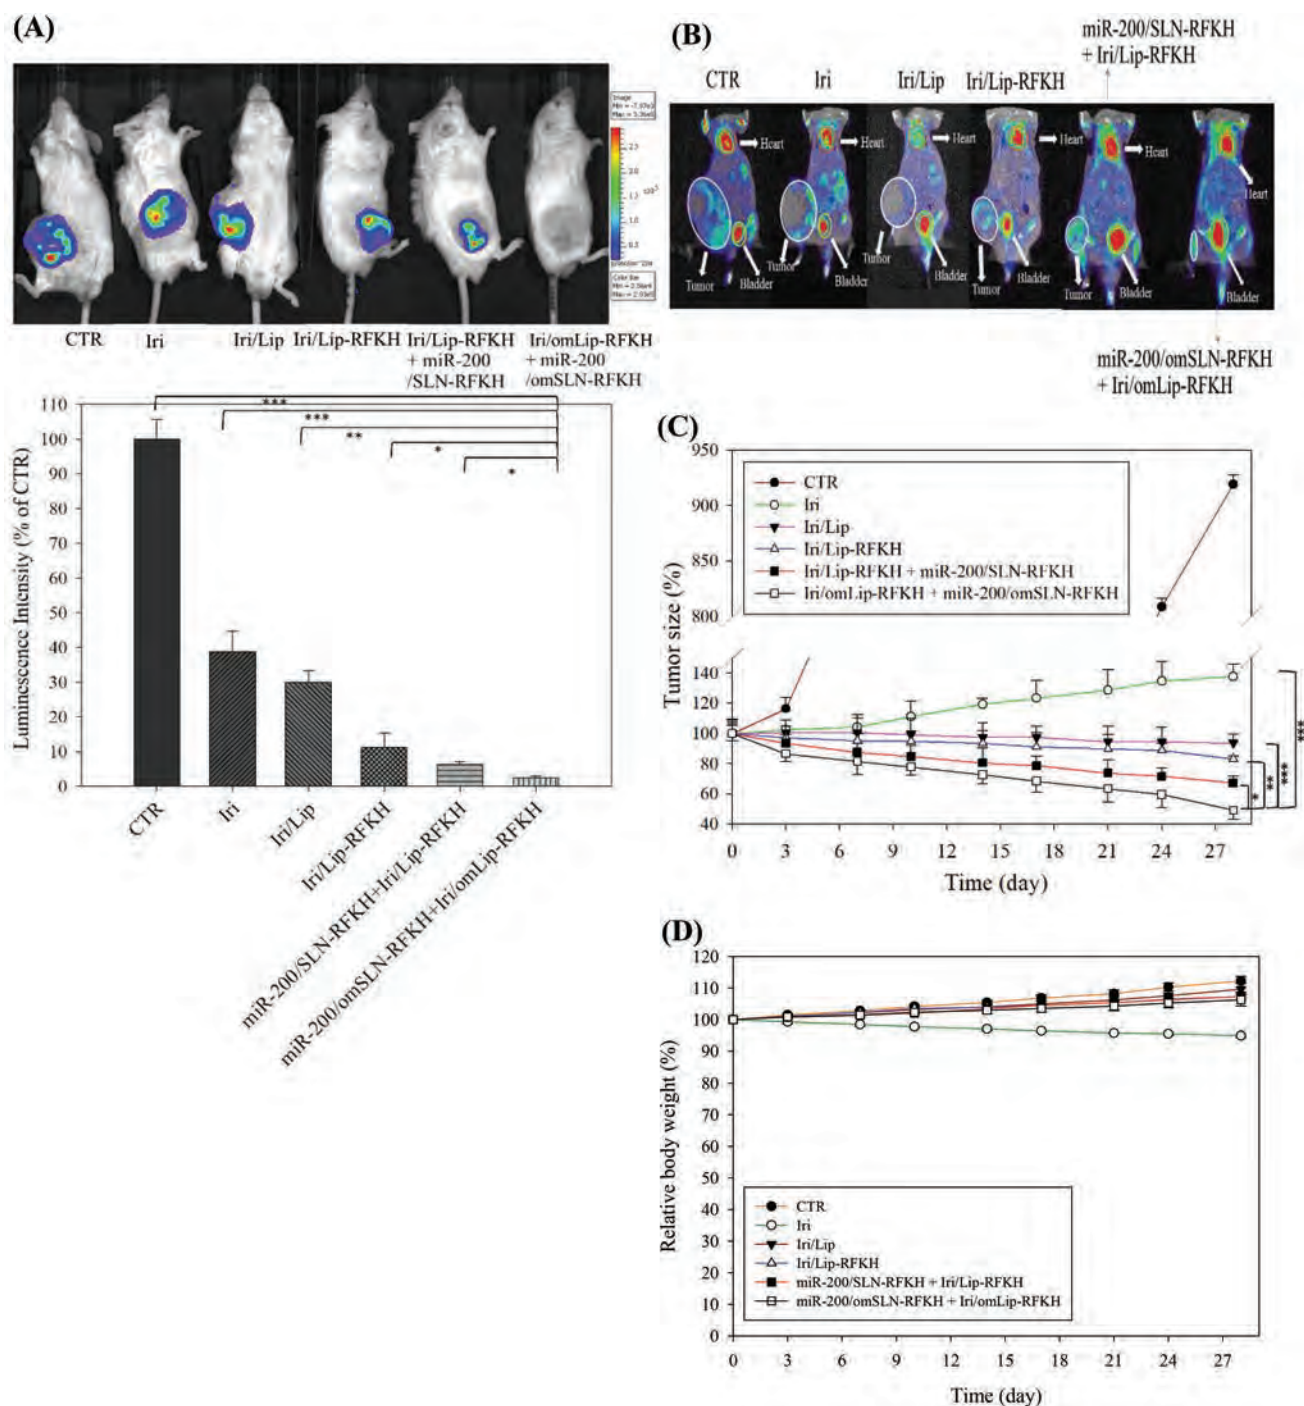 (A)
Image
Color Bar
CTR
Iri
Iri/Lip
Iri/Lip-RFKH
Iri/Lip-RFKH
+ miR-200
/SLN-RFKH
Iri/omLip-RFKH
+ miR-200
/omSLN-RFKH
110
100
90
80
70
60
50
40
30
20
10
0
Luminescence Intensity (% of CTR)
***
***
**
*
*
CTR
Iri
Iri/Lip
Iri/Lip-RFKH
miR-200/SLN-RFKH+Iri/Lip-RFKH
miR-200/omSLN-RFKH+Iri/omLip-RFKH
(B)
miR-200/SLN-RFKH
+ Iri/Lip-RFKH
CTR
Iri
Iri/Lip
Iri/Lip-RFKH
Heart
Heart
Heart
Heart
Heart
Heart
Tumor
Bladder
Tumor
Tumor
Bladder
Tumor
Bladder
Tumor
Bladder
Bladder
miR-200/omSLN-RFKH
+ Iri/omLip-RFKH
(C)
950
900
850
800
140
120
100
80
60
40
Tumor size (%)
CTR
Iri
Iri/Lip
Iri/Lip-RFKH
Iri/Lip-RFKH + miR-200/SLN-RFKH
Iri/omLip-RFKH + miR-200/omSLN-RFKH
*
**
***
***
0 3 6 9 12 15 18 21 24 27
Time (day)
(D)
120
110
100
90
80
70
60
50
40
30
20
10
0
Relative body weight (%)
CTR
Iri
Iri/Lip
Iri/Lip-RFKH
miR-200/SLN-RFKH + Iri/Lip-RFKH
miR-200/omSLN-RFKH + Iri/omLip-RFKH
0 3 6 9 12 15 18 21 24 27
Time (day)